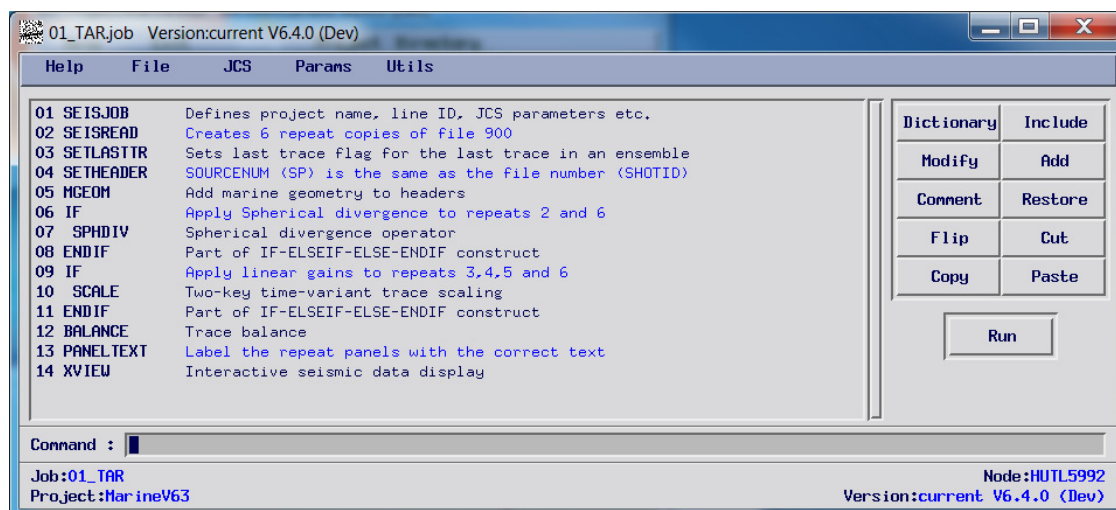 01_TAR.job Version:current V6.4.0 (Dev)
Help File JCS Params Utils
01 SEISJOB Defines project name, line ID, JCS parameters etc.
02 SEISREAD Creates 6 repeat copies of file 900
03 SETLASTTR Sets last trace flag for the last trace in an ensemble
04 SETHEADER SOURCENUM (SP) is the same as the file number (SHOTID)
05 MGEOM Add marine geometry to headers
06 IF Apply Spherical divergence to repeats 2 and 6
07 SPHDIV Spherical divergence operator
08 ENDIF Part of IF-ELSEIF-ELSE-ENDIF construct
09 IF Apply linear gains to repeats 3,4,5 and 6
10 SCALE Two-key time-variant trace scaling
11 ENDIF Part of IF-ELSEIF-ELSE-ENDIF construct
12 BALANCE Trace balance
13 PANELTEXT Label the repeat panels with the correct text
14 XVIEW Interactive seismic data display
Dictionary Include
Modify Add
Comment Restore
Flip Cut
Copy Paste
Run
Command :
Job:01_TAR Node:HUTL5992
Project:MarineV63 Version:current V6.4.0 (Dev)